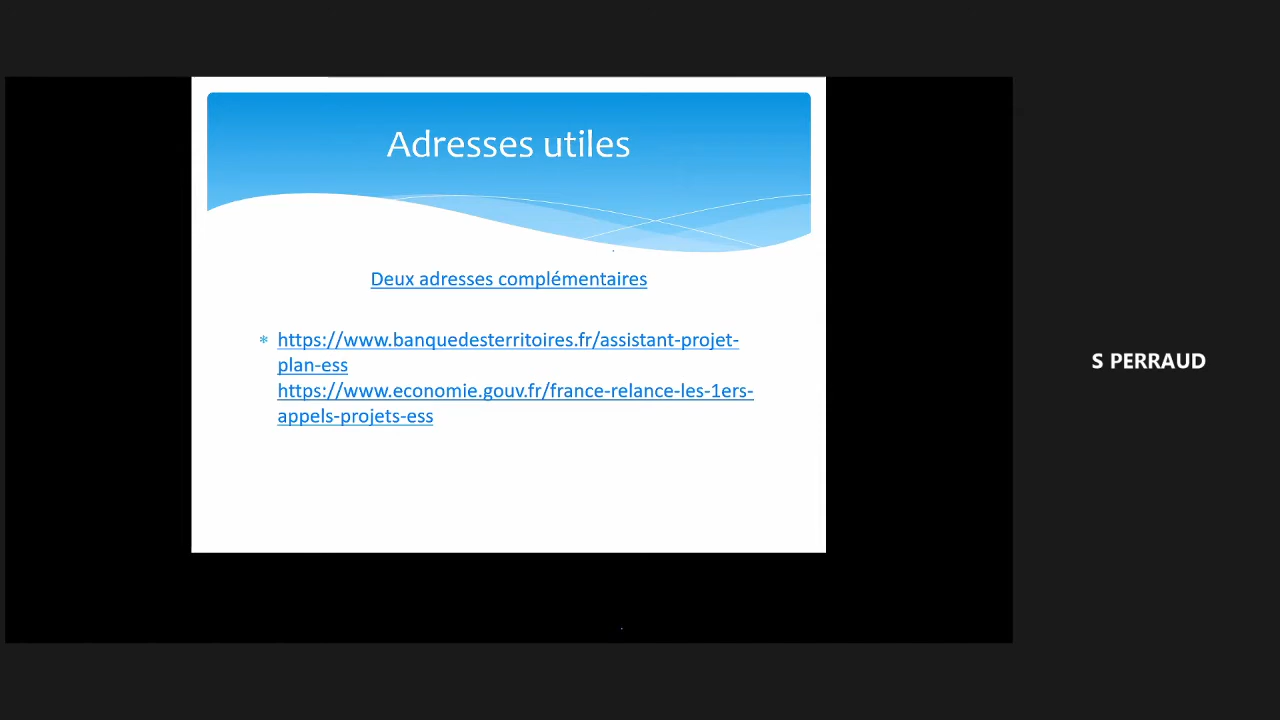 Adresses utiles
Deux adresses complémentaires
* https://www.banquedesterritoires.fr/assistant-projet-
plan-ess
https://www.economie.gouv.fr/france-relance-les-1ers-
appels-projets-ess
S PERRAUD